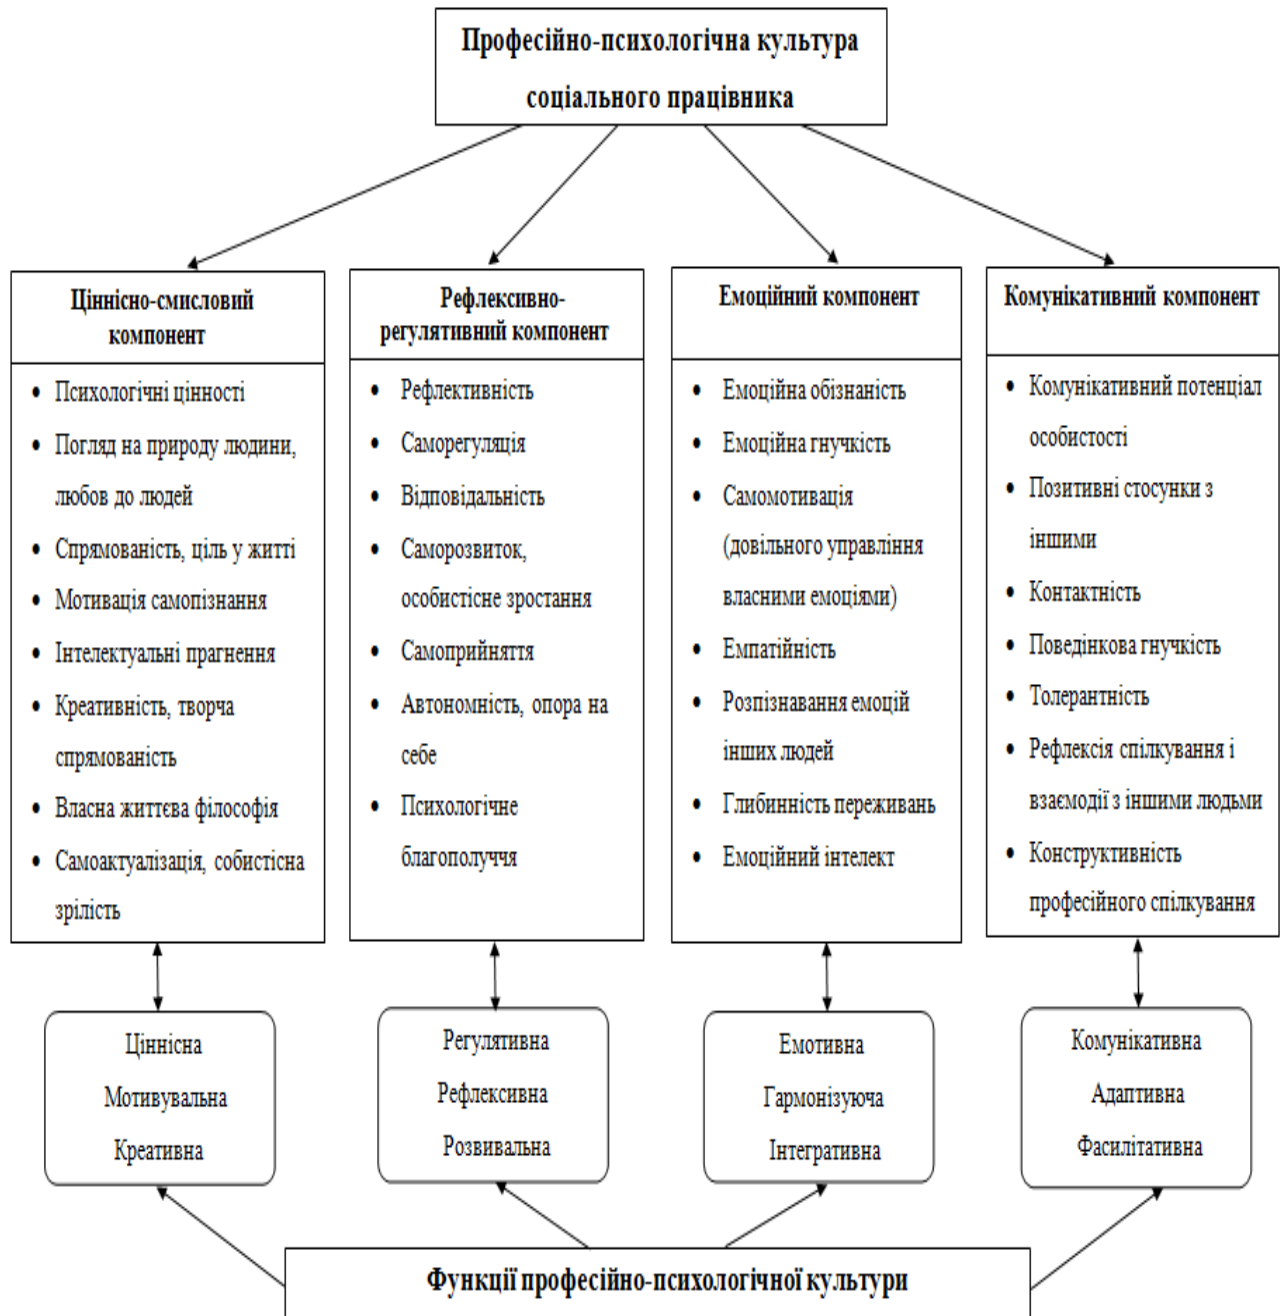 Професійно-психологічна культура
соціального працівника
Ціннісно-смисловий
компонент
Психологічні цінності
Погляд на природу людини,
любов до людей
Спрямованість, ціль у житті
Мотивація самопізнання
Інтелектуальні прагнення
Креативність, творча
спрямованість
Власна життєва філософія
Самоактуалізація, собистісна
зрілість
Рефлексивно-
регулятивний компонент
Рефлективність
Саморегуляція
Відповідальність
Саморозвиток,
особистісне зростання
Самоприйняття
Автономність, опора на
себе
Психологічне
благополуччя
Емоційний компонент
Емоційна обізнаність
Емоційна гнучкість
Самомотивація
(довільного управління
власними емоціями)
Емпатійність
Розпізнавання емоцій
інших людей
Глибинність переживань
Емоційний інтелект
Комунікативний компонент
Комунікативний потенціал
особистості
Позитивні стосунки з
іншими
Контактність
Поведінкова гнучкість
Толерантність
Рефлексія спілкування і
взаємодії з іншими людьми
Конструктивність
професійного спілкування
Ціннісна
Мотивувальна
Креативна
Регулятивна
Рефлексивна
Розвивальна
Емотивна
Гармонізуюча
Інтегративна
Комунікативна
Адаптивна
Фасилітативна
Функції професійно-психологічної культури